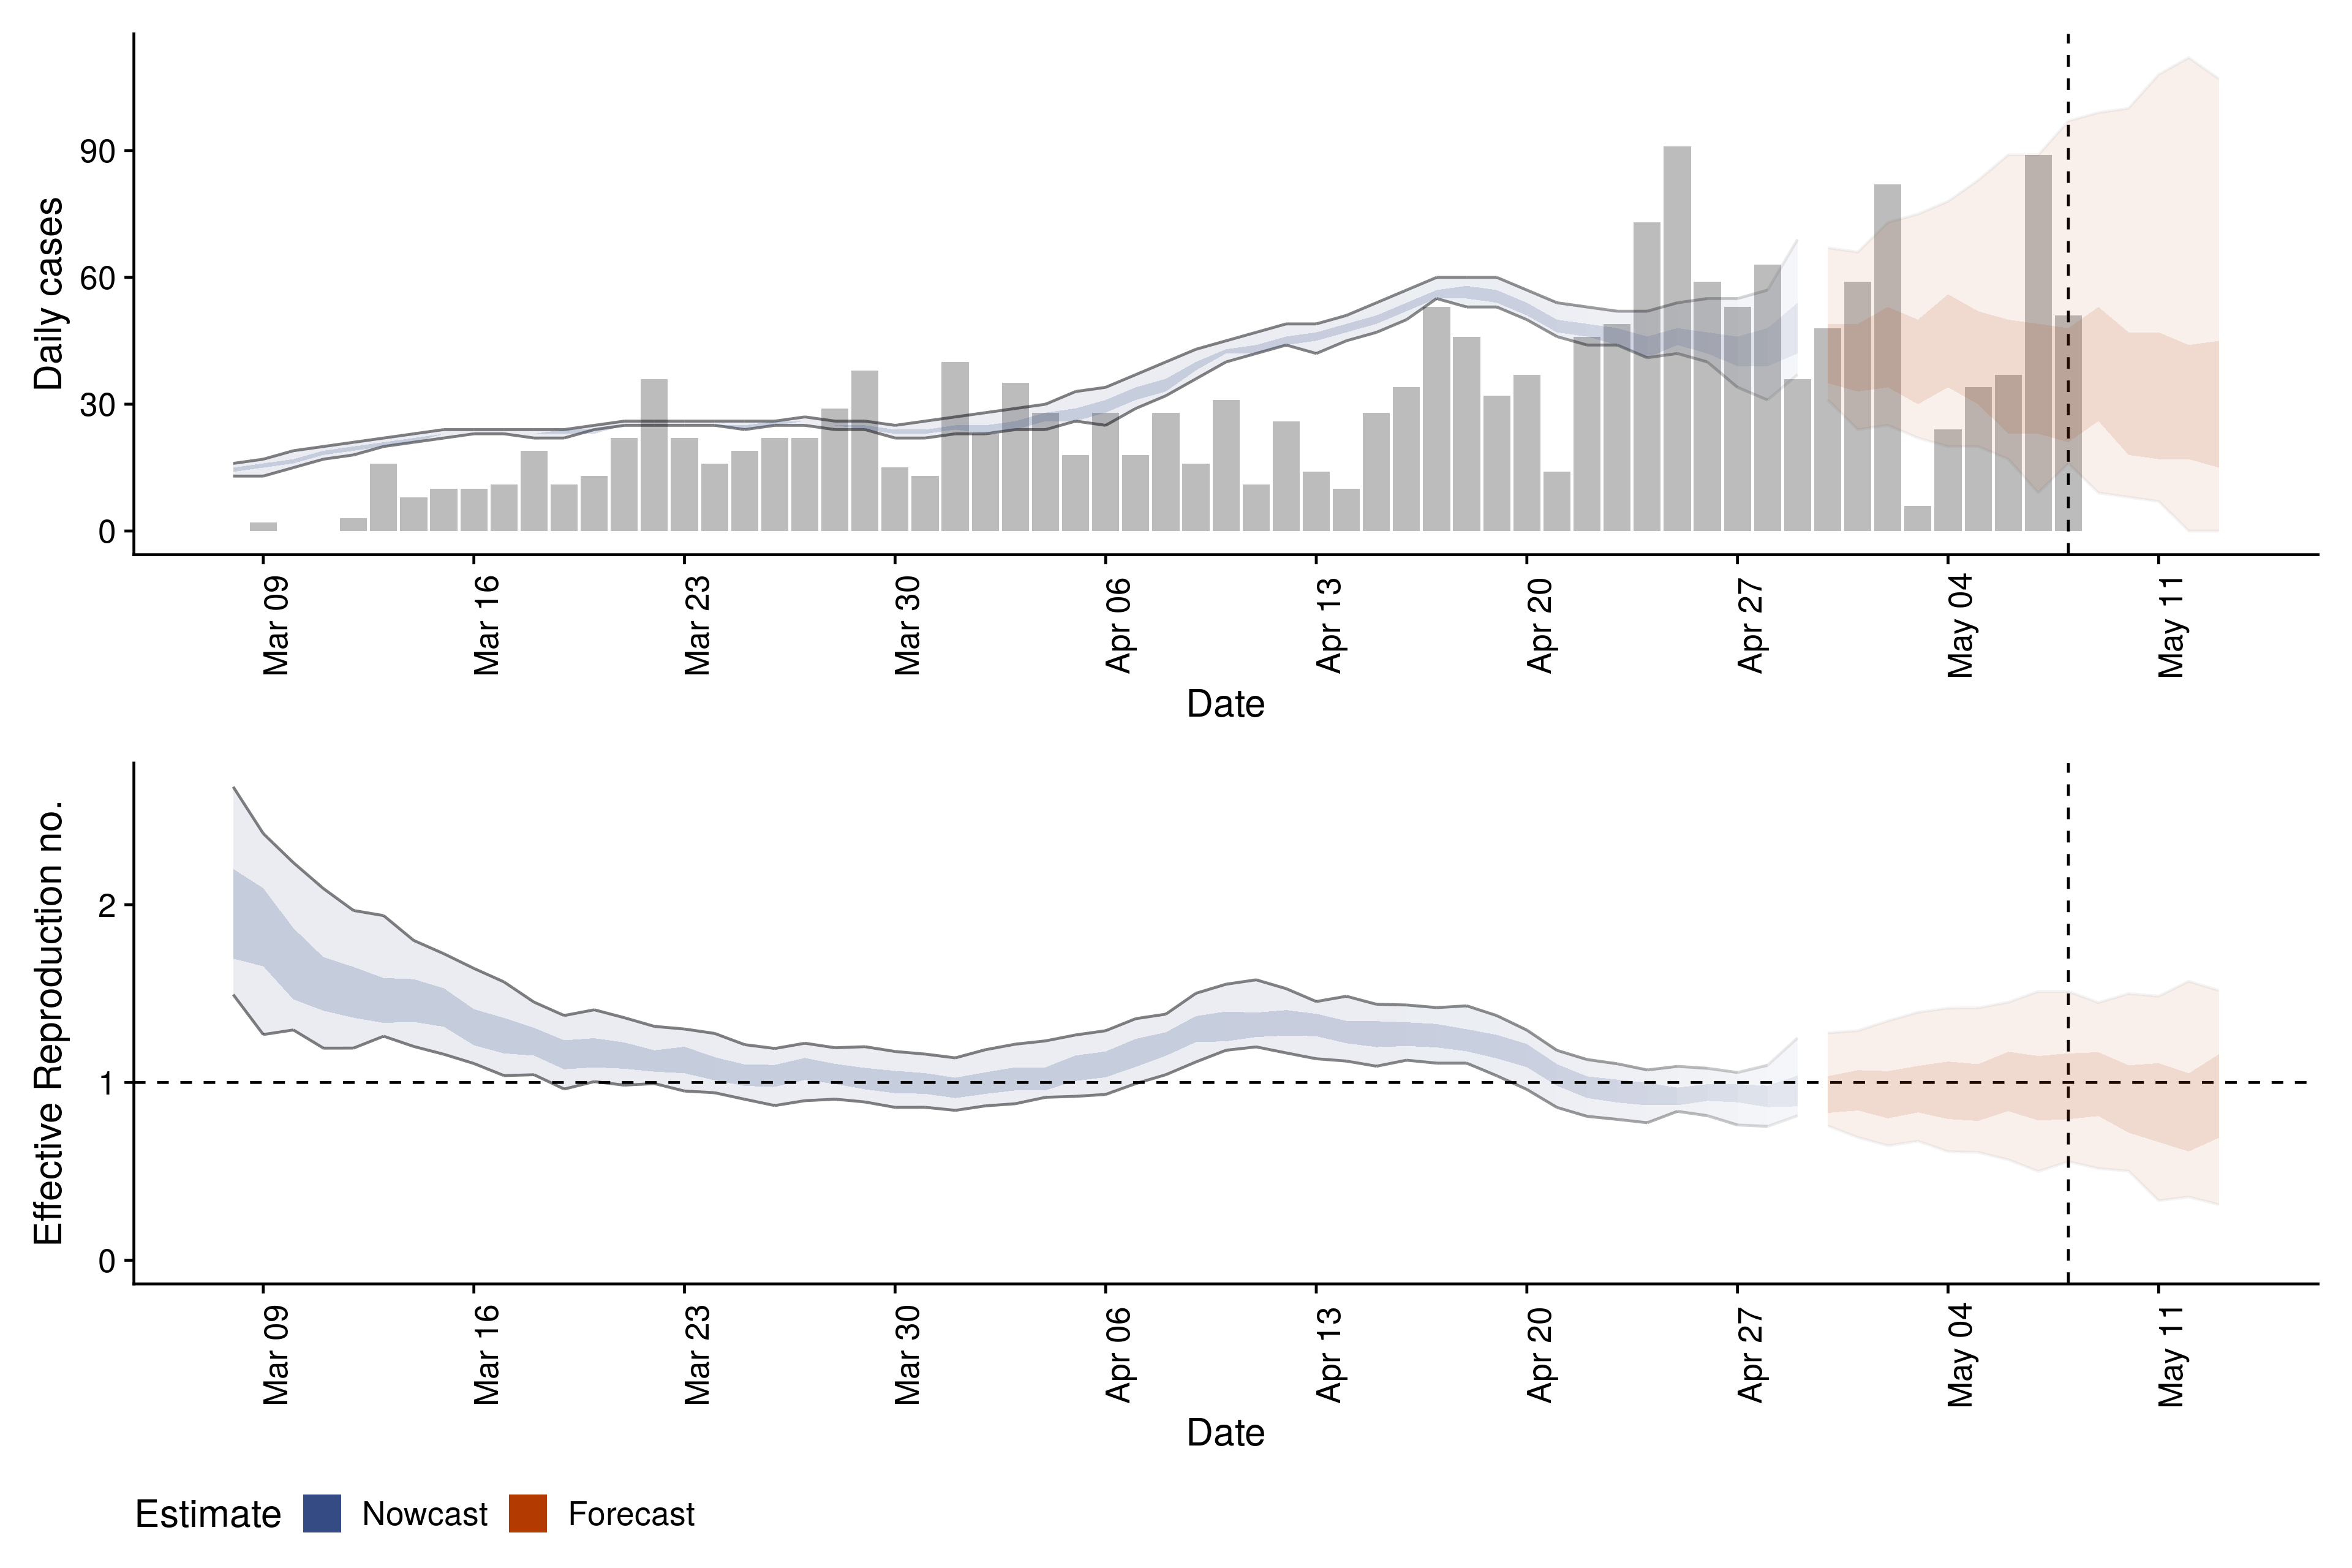 Daily cases
90
60
30
0
Mar 09
Mar 16
Mar 23
Mar 30
Apr 06
Apr 13
Apr 20
Apr 27
May 04
May 11
Date
Effective Reproduction no.
2
1
0
Mar 09
Mar 16
Mar 23
Mar 30
Apr 06
Apr 13
Apr 20
Apr 27
May 04
May 11
Date
Estimate Nowcast Forecast